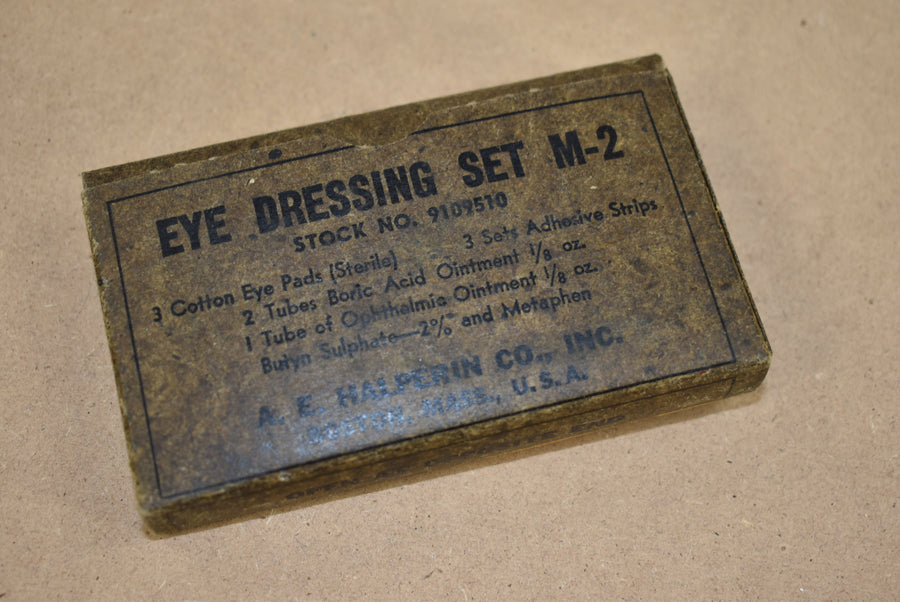 EYE DRESSING SET M-2
STOCK NO. 9109510
3 Cotton Eye Pads (Sterile) 3 Sets Adhesive Strips
2 Tubes Boric Acid Ointment 1/8 oz.
1 Tube of Ophthalmic Ointment 1/8 oz.
Butyn Sulphate—2% and Metaphen
A. E. HALPERIN CO., INC.
BOSTON, MASS., U.S.A.